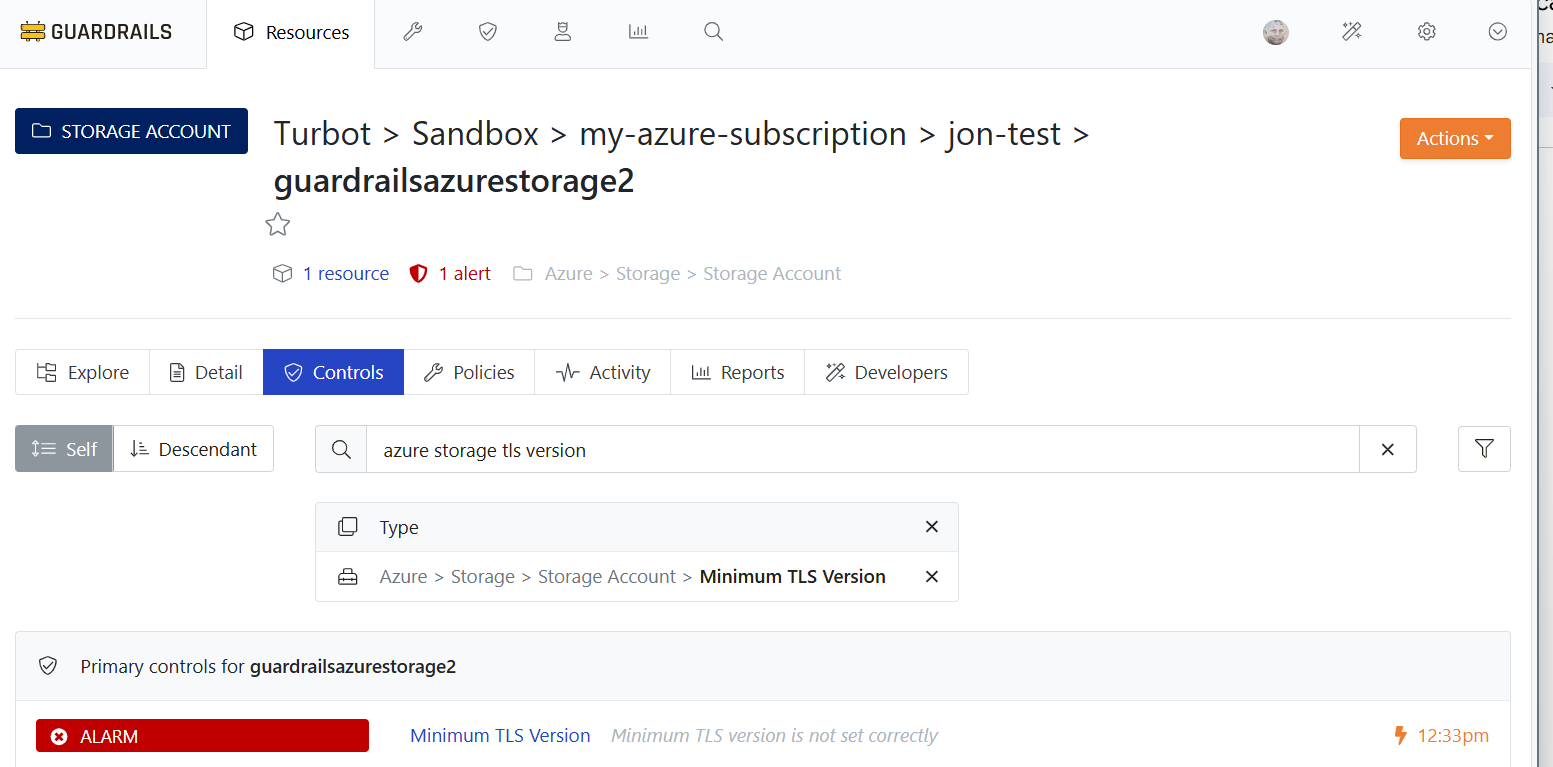 GUARDRAILS Resources
STORAGE ACCOUNT Turbot > Sandbox > my-azure-subscription > jon-test > Actions
guardrailsazurestorage2
1 resource 1 alert Azure > Storage > Storage Account
Explore Detail Controls Policies Activity Reports Developers
Self Descendant azure storage tls version
Type
Azure > Storage > Storage Account > Minimum TLS Version
Primary controls for guardrailsazurestorage2
ALARM Minimum TLS Version Minimum TLS version is not set correctly 12:33pm